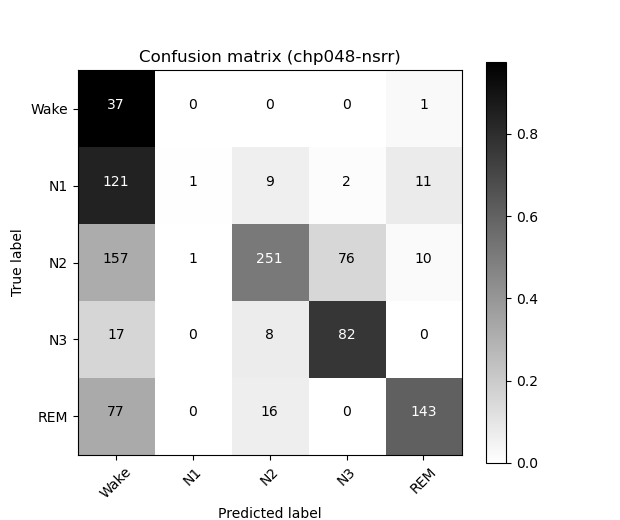 Confusion matrix (chp048-nsrr)
Wake 37 0 0 0 1
N1 121 1 9 2 11
N2 157 1 251 76 10
N3 17 0 8 82 0
REM 77 0 16 0 143
Wake N1 N2 N3 REM
Predicted label
True label
0.8
0.6
0.4
0.2
0.0